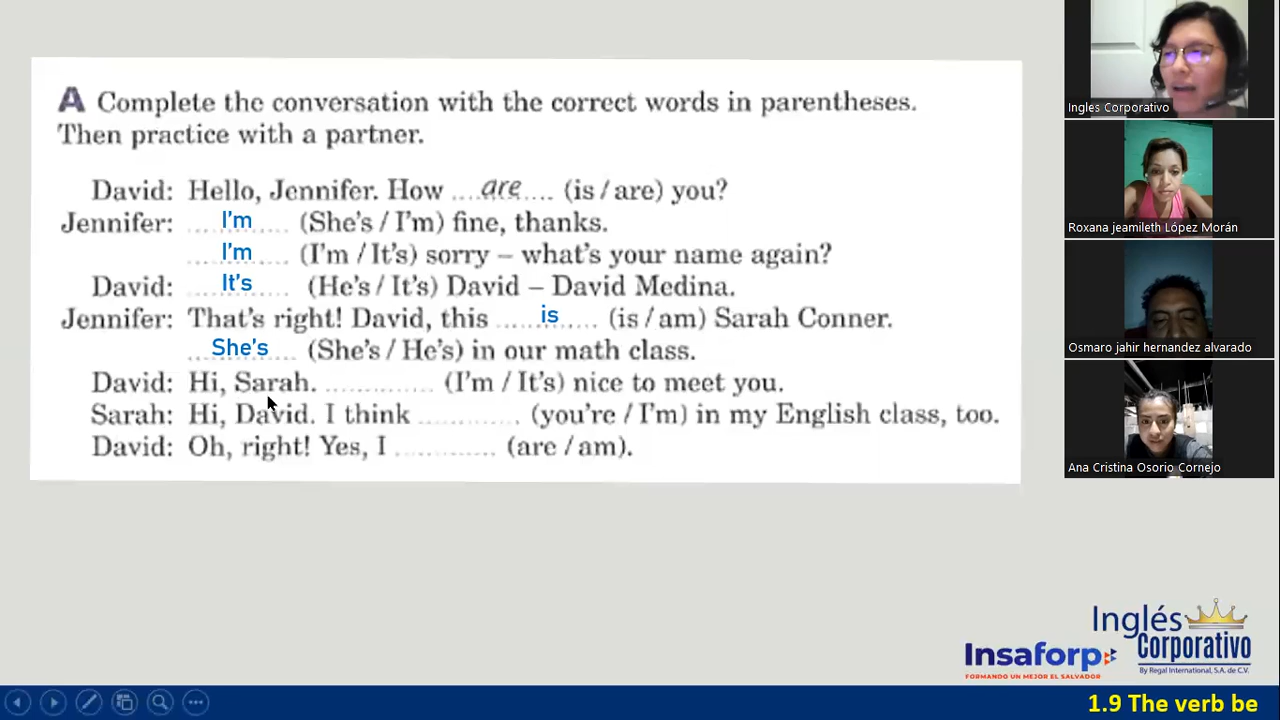 A Complete the conversation with the correct words in parentheses.
Then practice with a partner.
David: Hello, Jennifer. How ....are.... (is / are) you?
Jennifer: I'm (She's / I'm) fine, thanks.
I'm (I'm / It's) sorry – what's your name again?
David: It's (He's / It's) David – David Medina.
Jennifer: That's right! David, this is (is / am) Sarah Conner.
She's (She's / He's) in our math class.
David: Hi, Sarah. .............. (I'm / It's) nice to meet you.
Sarah: Hi, David. I think ............. (you're / I'm) in my English class, too.
David: Oh, right! Yes, I ............. (are / am).
Ingles Corporativo
Roxana jeamileth López Morán
Osmaro jahir hernandez alvarado
Ana Cristina Osorio Cornejo
Insaforp
FORMANDO UN MEJOR EL SALVADOR
Inglés
Corporativo
By Regal International, S.A. de C.V.
1.9 The verb be